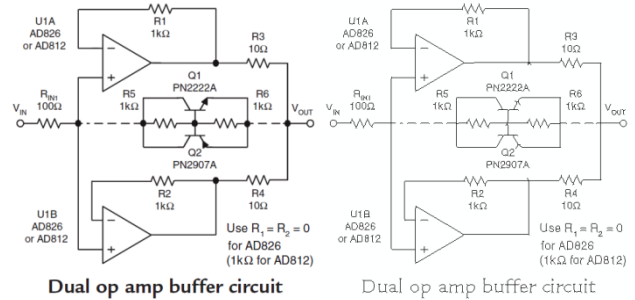 U1A
AD826
or AD812
R1
1kΩ
R3
10Ω
Q1
PN2222A
RIN1
100Ω
R5
1kΩ
R6
1kΩ
VIN
VOUT
Q2
PN2907A
R2
1kΩ
R4
10Ω
U1B
AD826
or AD812
Use R1 = R2 = 0
for AD826
(1kΩ for AD812)
Dual op amp buffer circuit
U1A
AD826
or AD812
R1
1kΩ
R3
10Ω
Q1
PN2222A
RIN1
100Ω
R5
1kΩ
R6
1kΩ
VIN
VOUT
Q2
PN2907A
R2
1kΩ
R4
10Ω
U1B
AD826
or AD812
Use R1 = R2 = 0
for AD826
(1kΩ for AD812)
Dual op amp buffer circuit